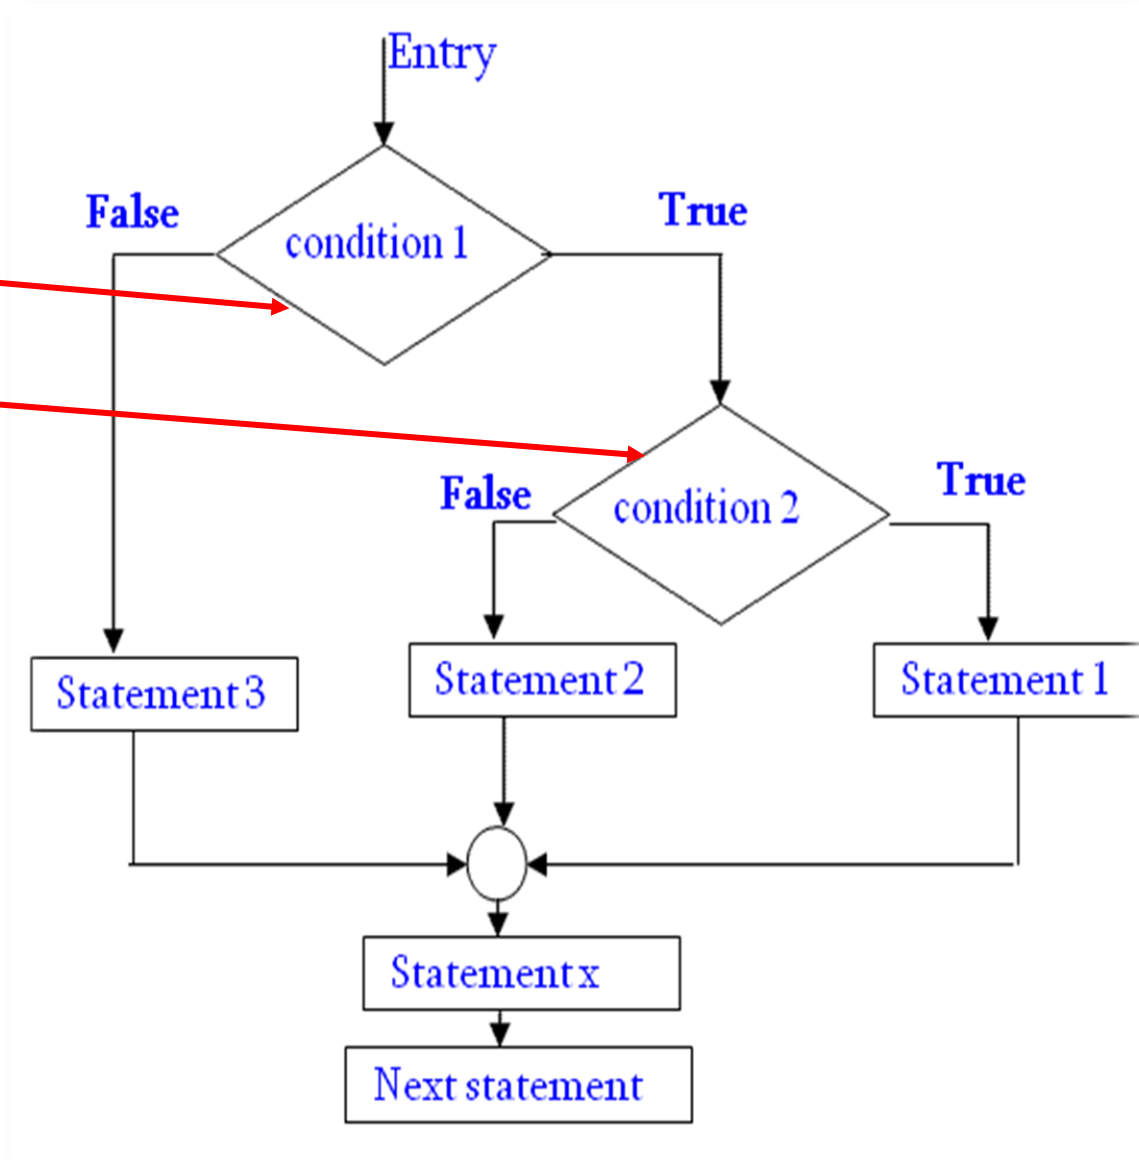 Entry
False
True
condition 1
False
True
condition 2
Statement 3
Statement 2
Statement 1
Statement x
Next statement